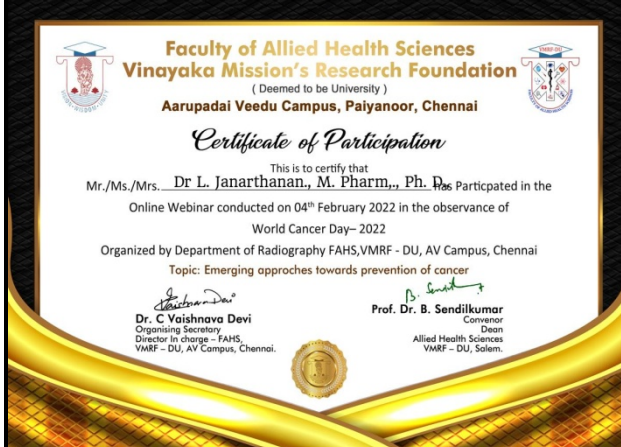 Faculty of Allied Health Sciences
Vinayaka Mission's Research Foundation
( Deemed to be University )
Aarupadai Veedu Campus, Paiyanoor, Chennai
Certificate of Participation
This is to certify that
Mr./Ms./Mrs. Dr L. Janarthanan., M. Pharm,., Ph. D. has Partcpated in the
Online Webinar conducted on 04th February 2022 in the observance of
World Cancer Day– 2022
Organized by Department of Radiography FAHS,VMRF - DU, AV Campus, Chennai
Topic: Emerging approches towards prevention of cancer
Dr. C Vaishnava Devi
Organising Secretary
Director In charge – FAHS,
VMRF – DU, AV Campus, Chennai.
B. Sendil
Prof. Dr. B. Sendilkumar
Convenor
Dean
Allied Health Sciences
VMRF – DU, Salem.
VMRF-DU